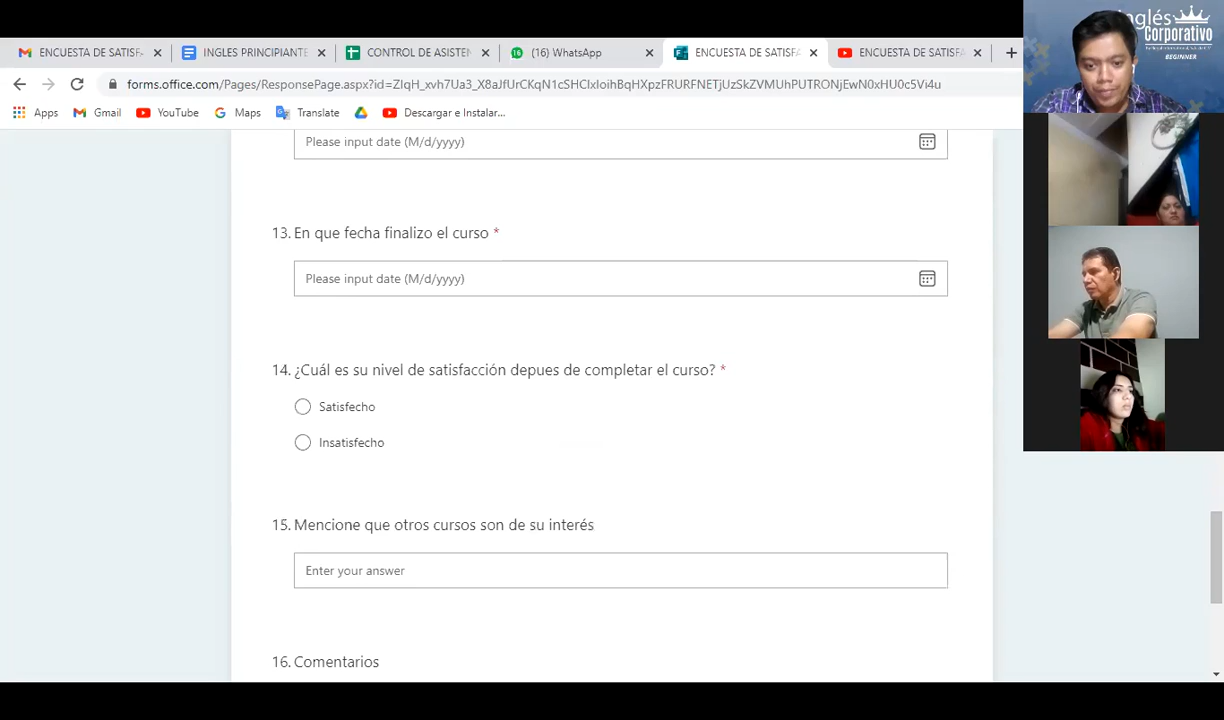 ENCUESTA DE SATISF
INGLES PRINCIPIANTE
CONTROL DE ASISTEN
(16) WhatsApp
ENCUESTA DE SATISFA
ENCUESTA DE SATISFA
forms.office.com/Pages/ResponsePage.aspx?id=ZIqH_xvh7Ua3_X8aJfUrCKqN1cSHCIxIoihBqHXpzFRURFNETjUzSkZVMUhPUTRONjEwN0xHU0c5Vi4u
Apps
Gmail
YouTube
Maps
Translate
Descargar e Instalar...
Inglés
Corporativo
BEGINNER
Please input date (M/d/yyyy)
13. En que fecha finalizo el curso *
Please input date (M/d/yyyy)
14. ¿Cuál es su nivel de satisfacción depues de completar el curso? *
Satisfecho
Insatisfecho
15. Mencione que otros cursos son de su interés
Enter your answer
16. Comentarios